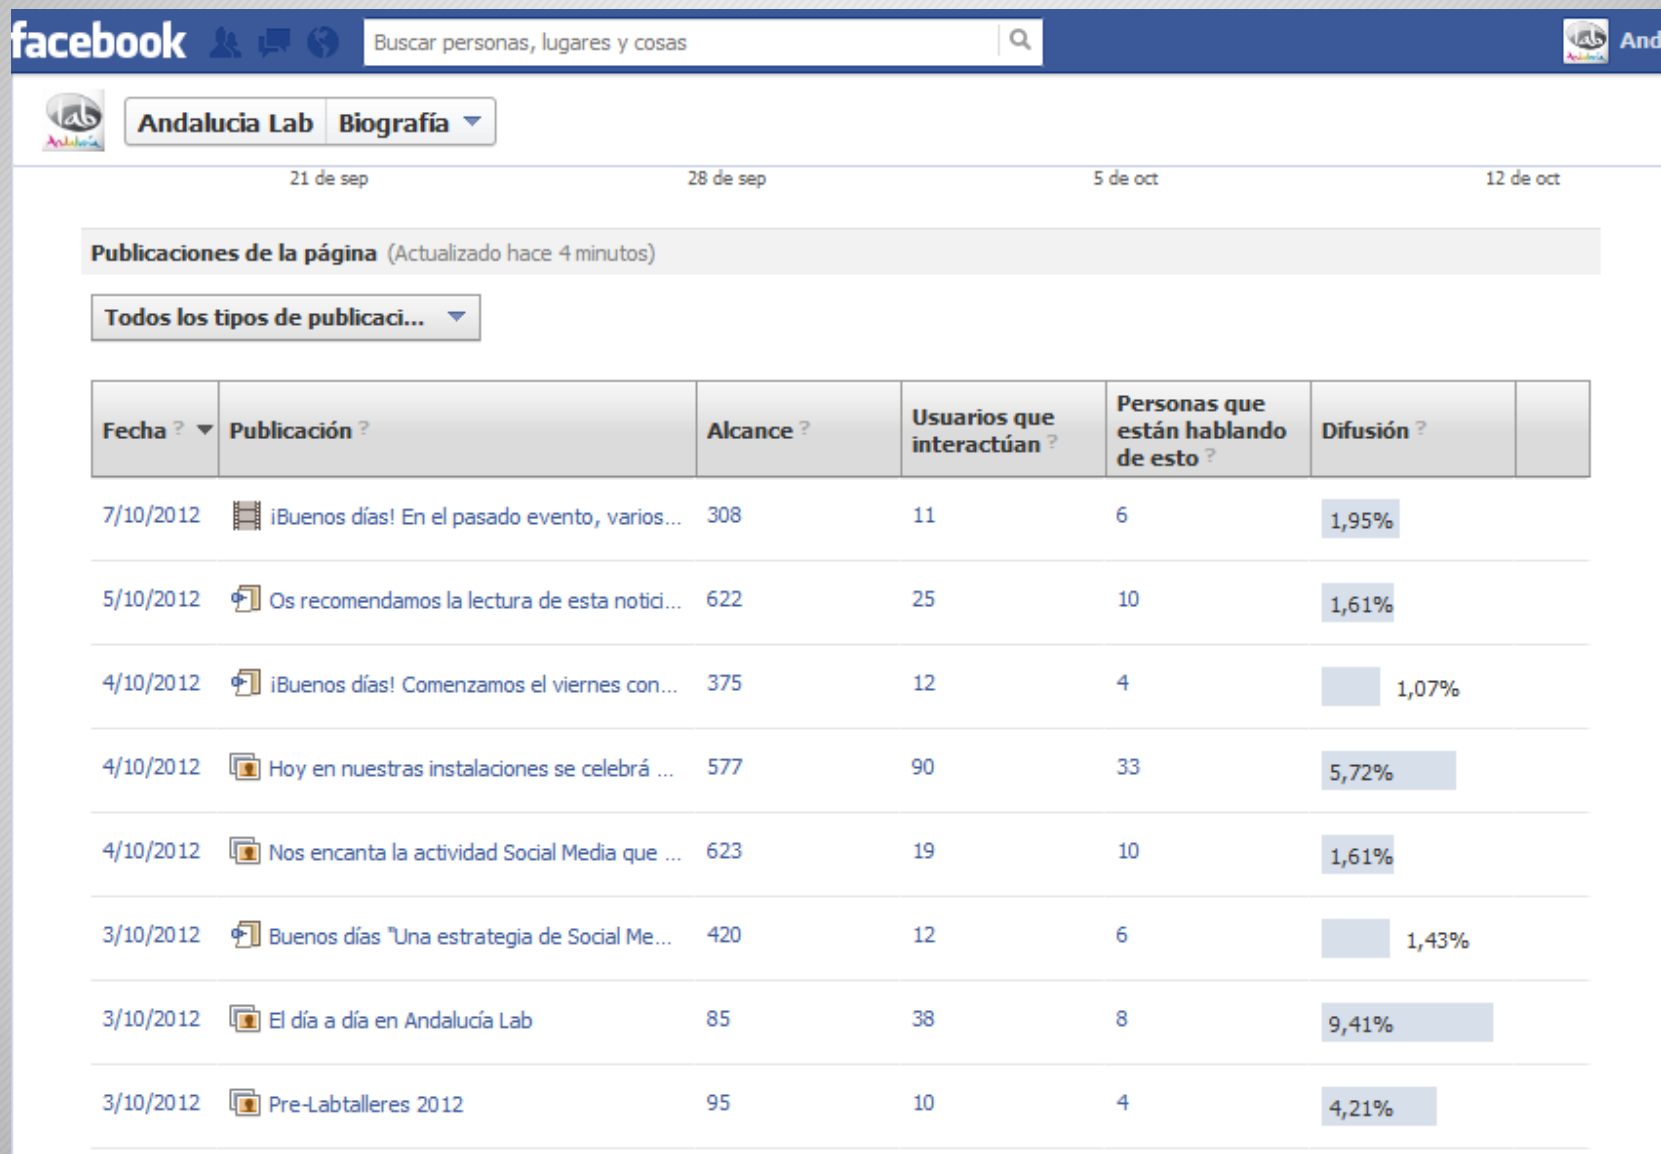 facebook Buscar personas, lugares y cosas And
lab
Andalucía
Andalucia Lab Biografía
21 de sep 28 de sep 5 de oct 12 de oct
Publicaciones de la página (Actualizado hace 4 minutos)
Todos los tipos de publicaci...
Fecha ? Publicación ? Alcance ? Usuarios que interactúan ? Personas que están hablando de esto ? Difusión ?
7/10/2012 ¡Buenos días! En el pasado evento, varios... 308 11 6 1,95%
5/10/2012 Os recomendamos la lectura de esta notici... 622 25 10 1,61%
4/10/2012 ¡Buenos días! Comenzamos el viernes con... 375 12 4 1,07%
4/10/2012 Hoy en nuestras instalaciones se celebrá ... 577 90 33 5,72%
4/10/2012 Nos encanta la actividad Social Media que ... 623 19 10 1,61%
3/10/2012 Buenos días "Una estrategia de Social Me... 420 12 6 1,43%
3/10/2012 El día a día en Andalucía Lab 85 38 8 9,41%
3/10/2012 Pre-Labtalleres 2012 95 10 4 4,21%